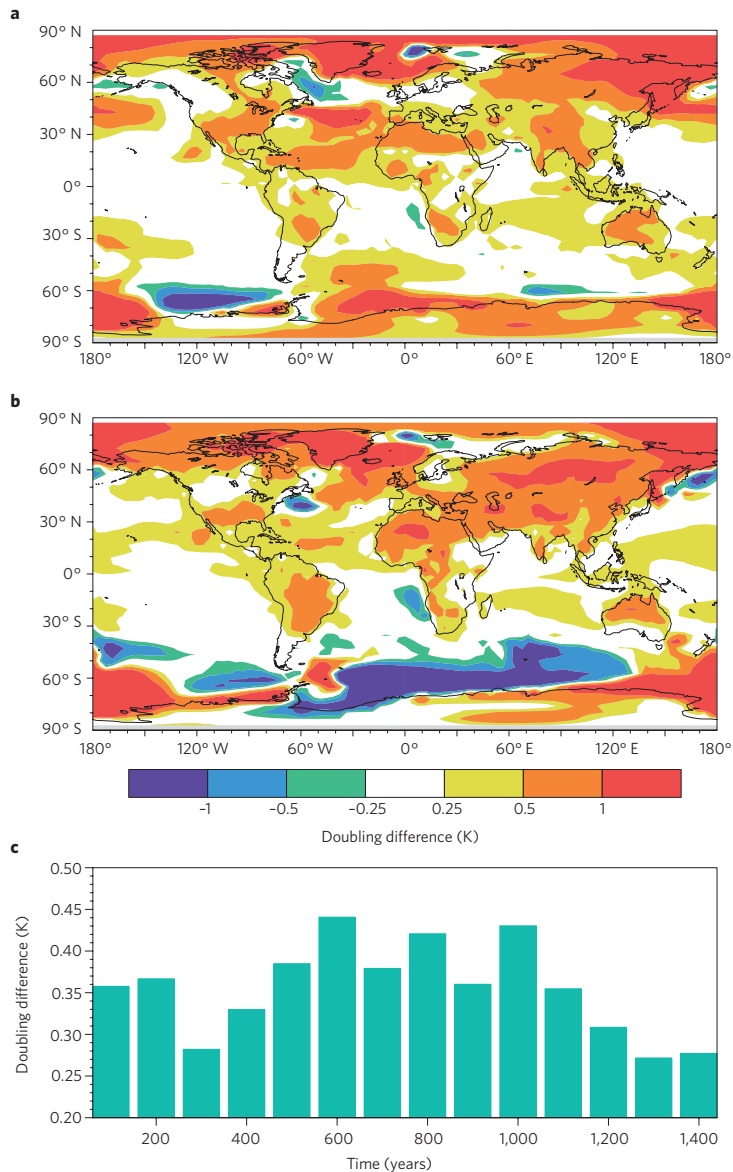 a
90° N
60° N
30° N
0°
30° S
60° S
90° S
180° 120° W 60° W 0° 60° E 120° E 180°
b
90° N
60° N
30° N
0°
30° S
60° S
90° S
180° 120° W 60° W 0° 60° E 120° E 180°
-1 -0.5 -0.25 0.25 0.5 1
Doubling difference (K)
c
Doubling difference (K)
0.50
0.45
0.40
0.35
0.30
0.25
0.20
200 400 600 800 1,000 1,200 1,400
Time (years)